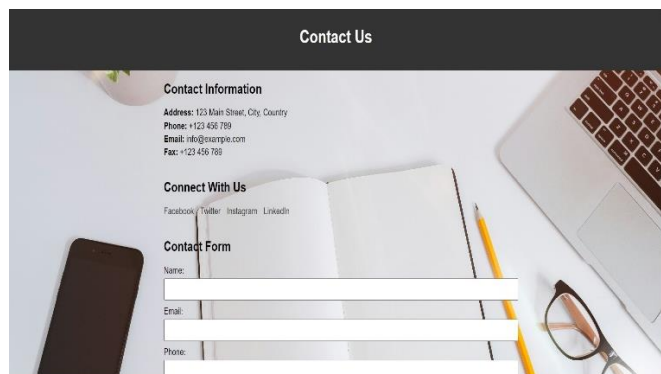 Contact Us
Contact Information
Address: 123 Main Street, City, Country
Phone: +123 456 789
Email: info@example.com
Fax: +123 456 789
Connect With Us
Facebook Twitter Instagram LinkedIn
Contact Form
Name:
Email:
Phone: